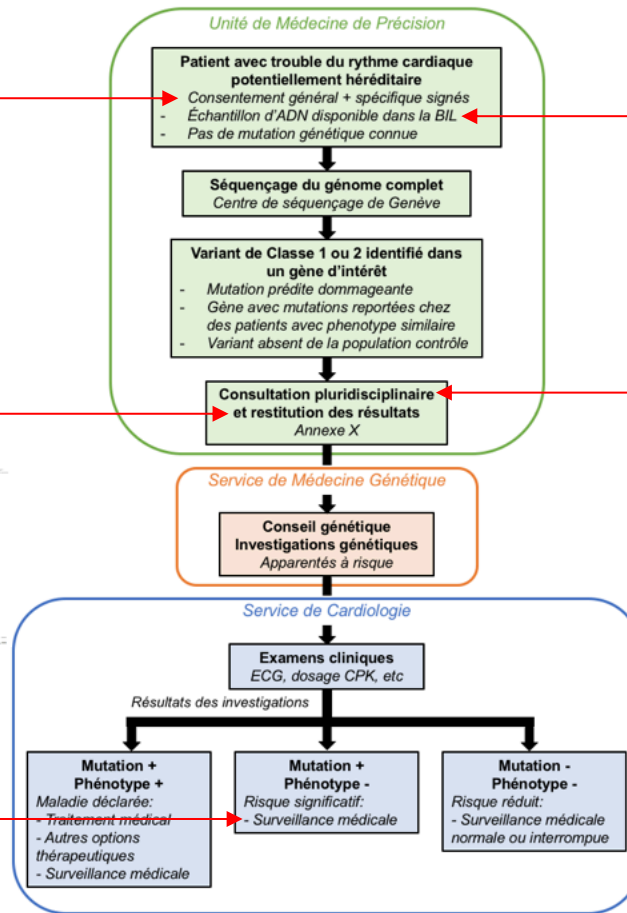 Unité de Médecine de Précision
Patient avec trouble du rythme cardiaque
potentiellement héréditaire
Consentement général + spécifique signés
- Échantillon d'ADN disponible dans la BIL
- Pas de mutation génétique connue
Séquençage du génome complet
Centre de séquençage de Genève
Variant de Classe 1 ou 2 identifié dans
un gène d'intérêt
- Mutation prédite dommageante
- Gène avec mutations reportées chez
des patients avec phenotype similaire
- Variant absent de la population contrôle
Consultation pluridisciplinaire
et restitution des résultats
Annexe X
Service de Médecine Génétique
Conseil génétique
Investigations génétiques
Apparentés à risque
Service de Cardiologie
Examens cliniques
ECG, dosage CPK, etc
Résultats des investigations
Mutation +
Phénotype +
Maladie déclarée:
- Traitement médical
- Autres options
thérapeutiques
- Surveillance médicale
Mutation +
Phénotype -
Risque significatif:
- Surveillance médicale
Mutation -
Phénotype -
Risque réduit:
- Surveillance médicale
normale ou interrompue